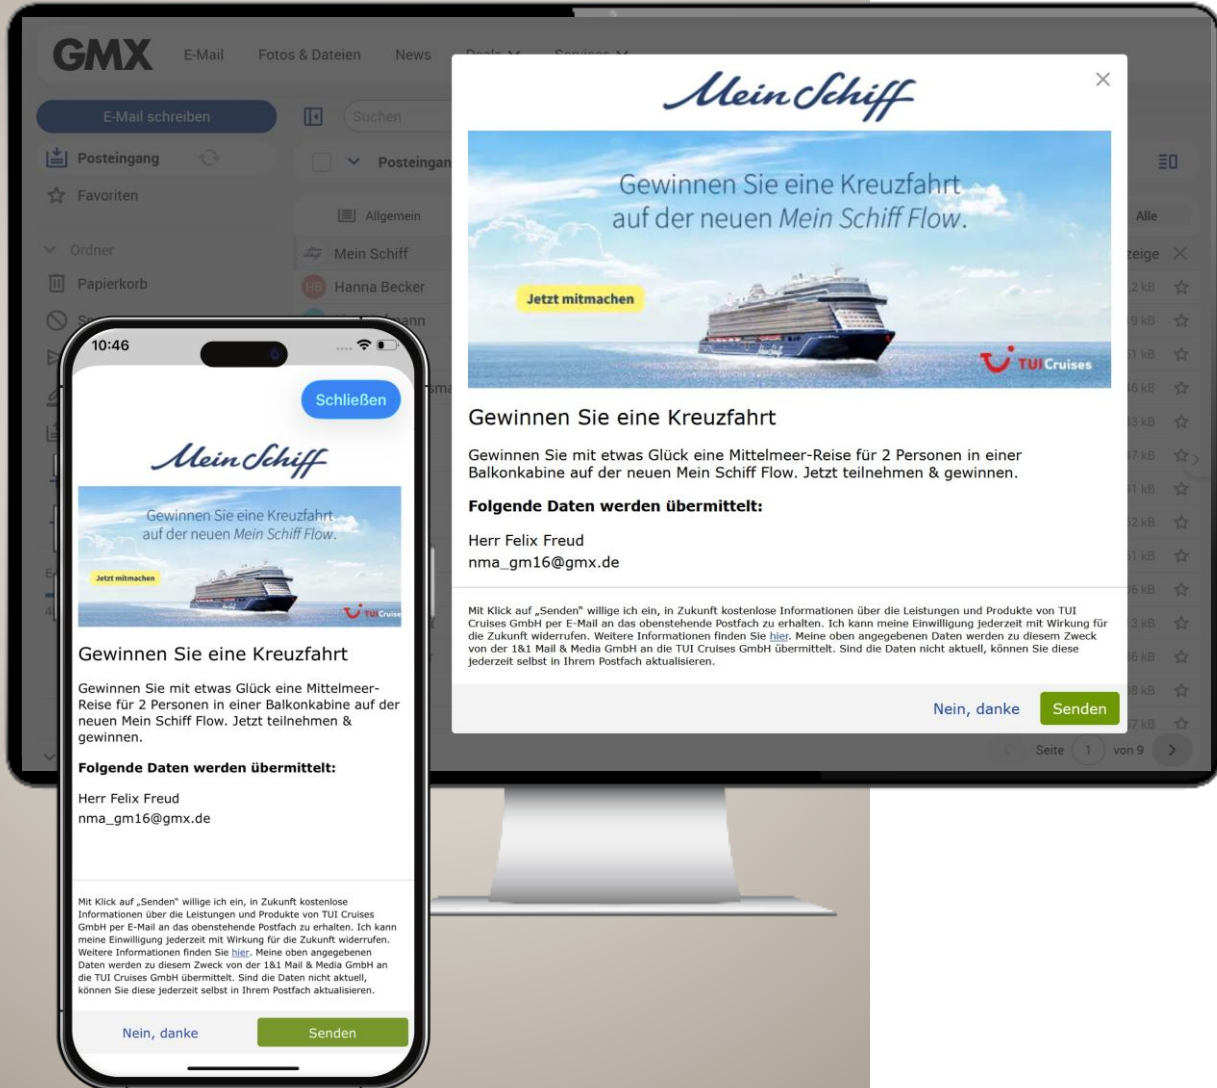 GMX
E-Mail Fotos & Dateien News Deals Services
E-Mail schreiben
Suchen
Posteingang
Posteingan
Favoriten
Allgemein
Alle
Ordner
Mein Schiff
zeige
Papierkorb
HB Hanna Becker
Mein Schiff
Gewinnen Sie eine Kreuzfahrt
auf der neuen Mein Schiff Flow.
Jetzt mitmachen
Mein Schiff
TUI Cruises
Gewinnen Sie eine Kreuzfahrt
Gewinnen Sie mit etwas Glück eine Mittelmeer-Reise für 2 Personen in einer
Balkonkabine auf der neuen Mein Schiff Flow. Jetzt teilnehmen & gewinnen.
Folgende Daten werden übermittelt:
Herr Felix Freud
nma_gm16@gmx.de
Mit Klick auf „Senden“ willige ich ein, in Zukunft kostenlose Informationen über die Leistungen und Produkte von TUI
Cruises GmbH per E-Mail an das obenstehende Postfach zu erhalten. Ich kann meine Einwilligung jederzeit mit Wirkung für
die Zukunft widerrufen. Weitere Informationen finden Sie hier. Meine oben angegebenen Daten werden zu diesem Zweck
von der 1&1 Mail & Media GmbH an die TUI Cruises GmbH übermittelt. Sind die Daten nicht aktuell, können Sie diese
jederzeit selbst in Ihrem Postfach aktualisieren.
Nein, danke Senden
Seite 1 von 9
10:46
Schließen
Mein Schiff
Gewinnen Sie eine Kreuzfahrt
auf der neuen Mein Schiff Flow.
Jetzt mitmachen
TUI Cruise
Gewinnen Sie eine Kreuzfahrt
Gewinnen Sie mit etwas Glück eine Mittelmeer-
Reise für 2 Personen in einer Balkonkabine auf der
neuen Mein Schiff Flow. Jetzt teilnehmen &
gewinnen.
Folgende Daten werden übermittelt:
Herr Felix Freud
nma_gm16@gmx.de
Mit Klick auf „Senden“ willige ich ein, in Zukunft kostenlose
Informationen über die Leistungen und Produkte von TUI Cruises
GmbH per E-Mail an das obenstehende Postfach zu erhalten. Ich kann
meine Einwilligung jederzeit mit Wirkung für die Zukunft widerrufen.
Weitere Informationen finden Sie hier. Meine oben angegebenen
Daten werden zu diesem Zweck von der 1&1 Mail & Media GmbH an
die TUI Cruises GmbH übermittelt. Sind die Daten nicht aktuell,
können Sie diese jederzeit selbst in Ihrem Postfach aktualisieren.
Nein, danke Senden